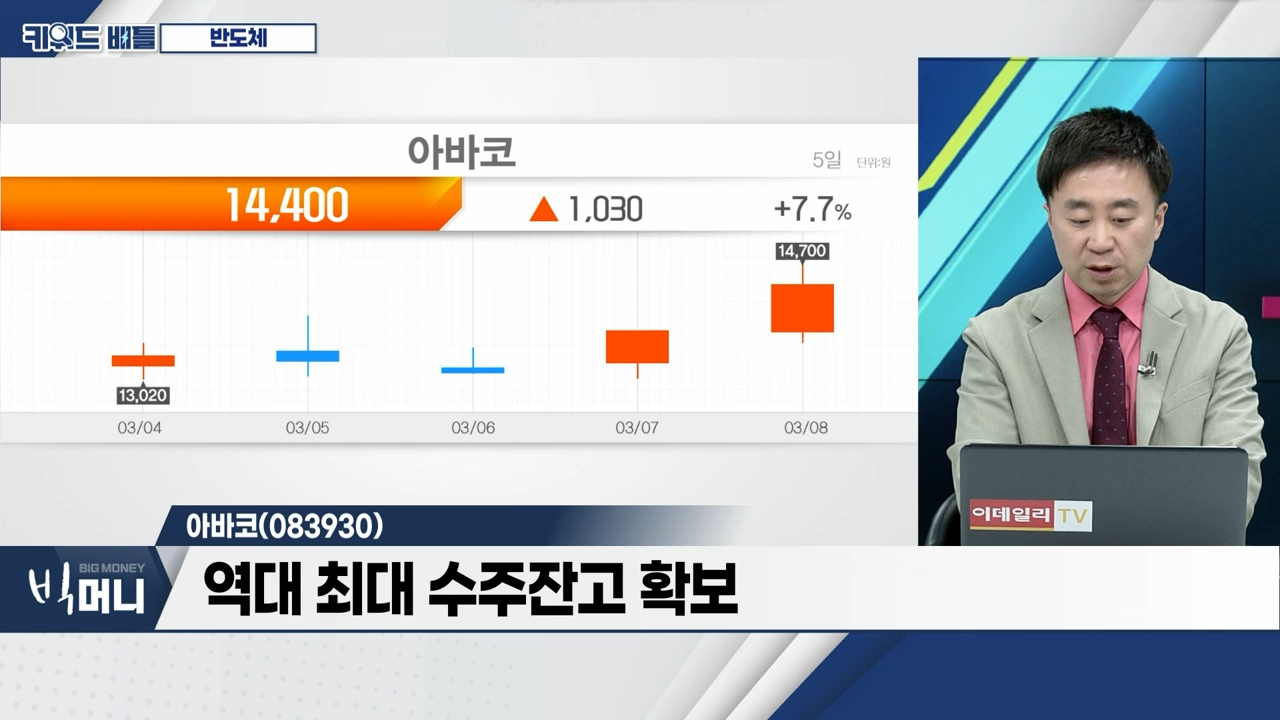 키워드 배틀
반도체
아바코
5일 단위:원
14,400 ▲ 1,030 +7.7%
14,700
13,020
03/04 03/05 03/06 03/07 03/08
이데일리 TV
아바코(083930)
BIG MONEY
빅머니
역대 최대 수주잔고 확보